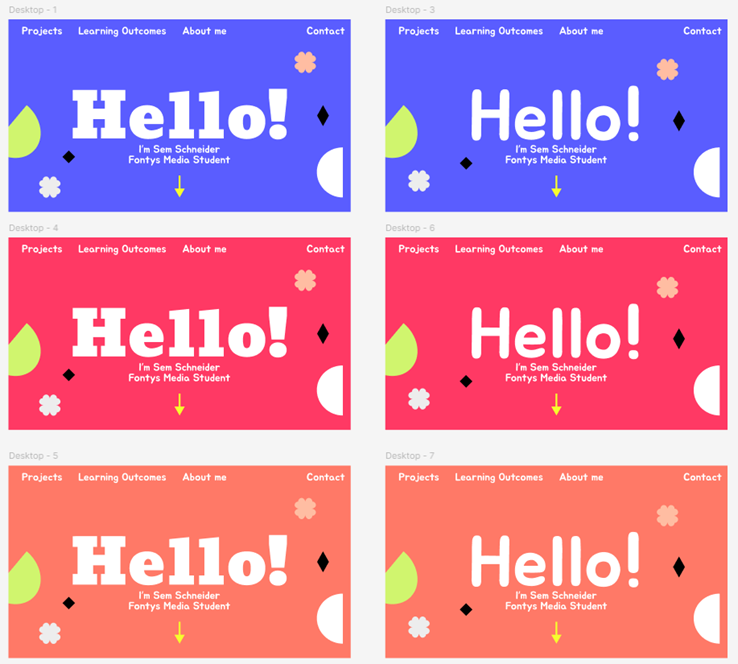 Desktop - 1
Projects Learning Outcomes About me Contact
Hello!
I'm Sem Schneider
Fontys Media Student
Desktop - 3
Projects Learning Outcomes About me Contact
Hello!
I'm Sem Schneider
Fontys Media Student
Desktop - 4
Projects Learning Outcomes About me Contact
Hello!
I'm Sem Schneider
Fontys Media Student
Desktop - 6
Projects Learning Outcomes About me Contact
Hello!
I'm Sem Schneider
Fontys Media Student
Desktop - 5
Projects Learning Outcomes About me Contact
Hello!
I'm Sem Schneider
Fontys Media Student
Desktop - 7
Projects Learning Outcomes About me Contact
Hello!
I'm Sem Schneider
Fontys Media Student